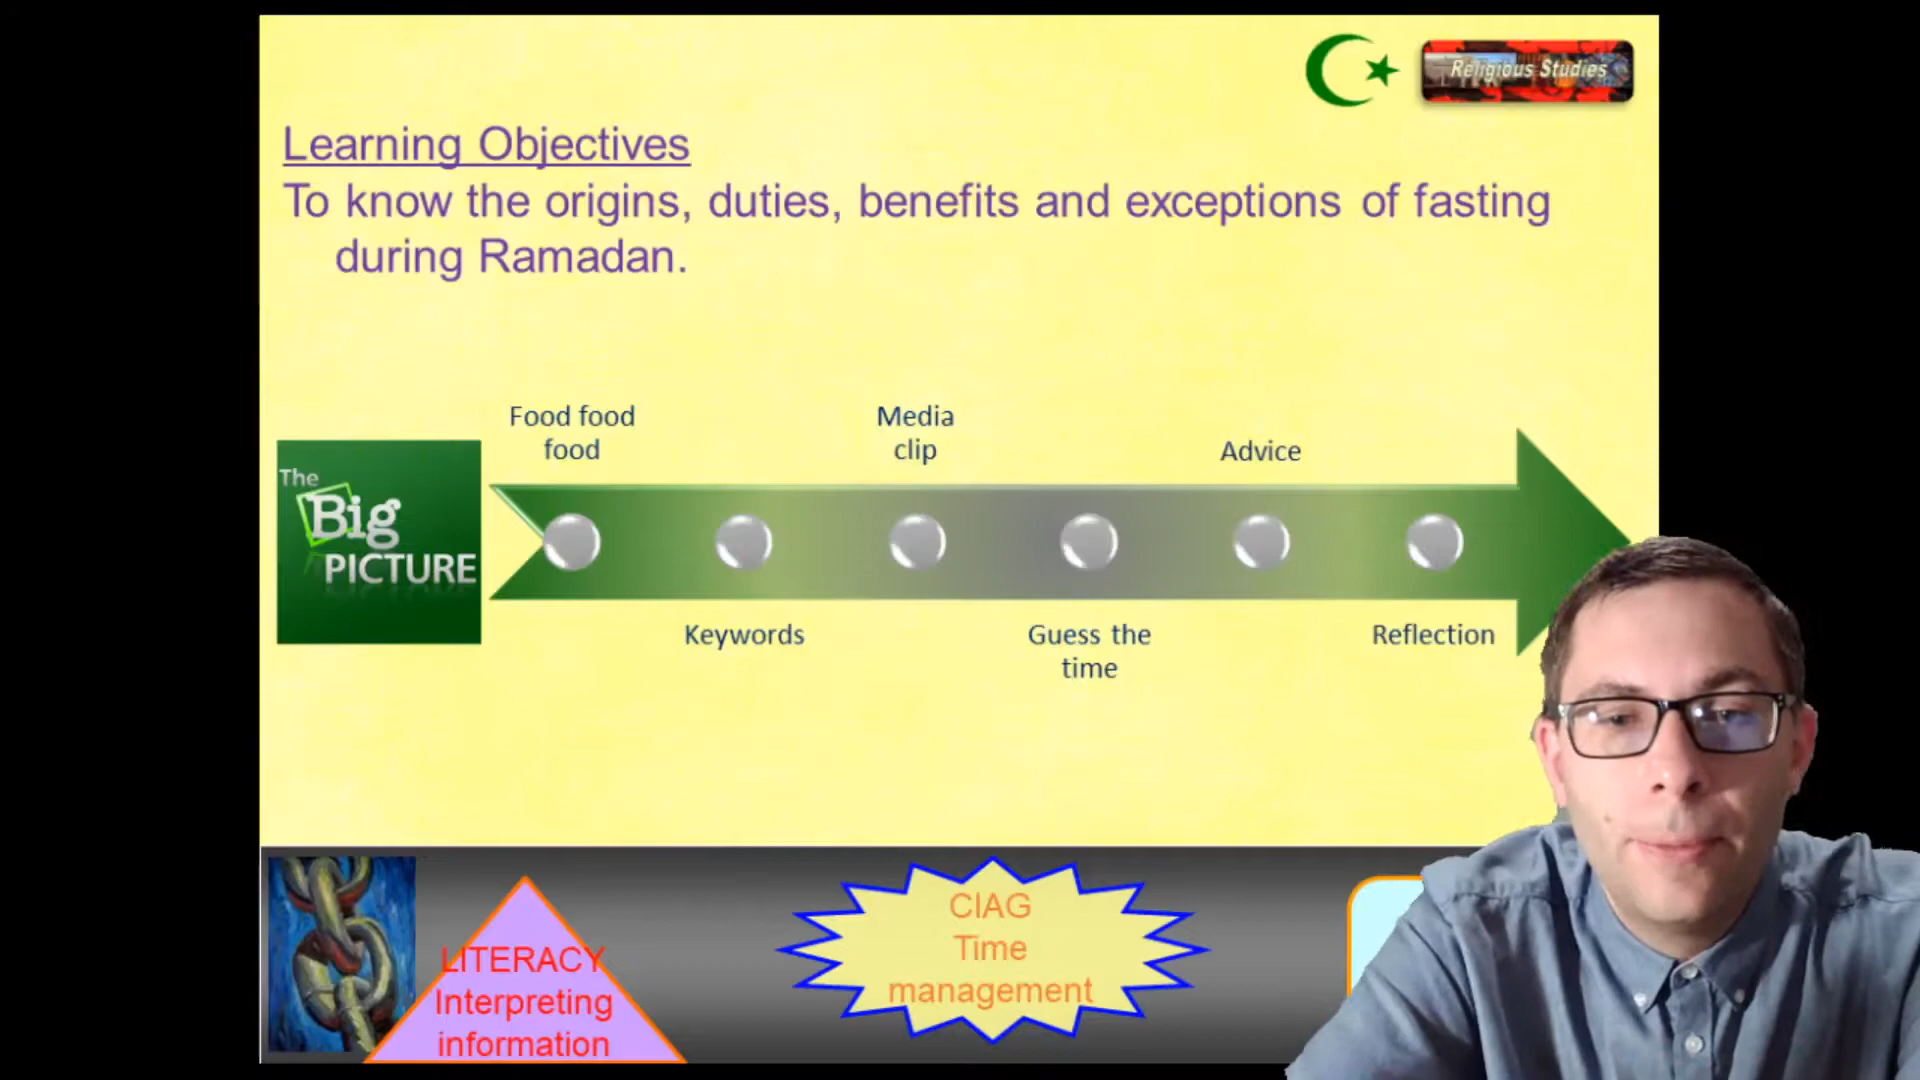 Religious Studies
Learning Objectives
To know the origins, duties, benefits and exceptions of fasting
during Ramadan.
Food food
food
Media
clip
Advice
The
Big
PICTURE
Keywords
Guess the
time
Reflection
LITERACY
Interpreting
information
CIAG
Time
management